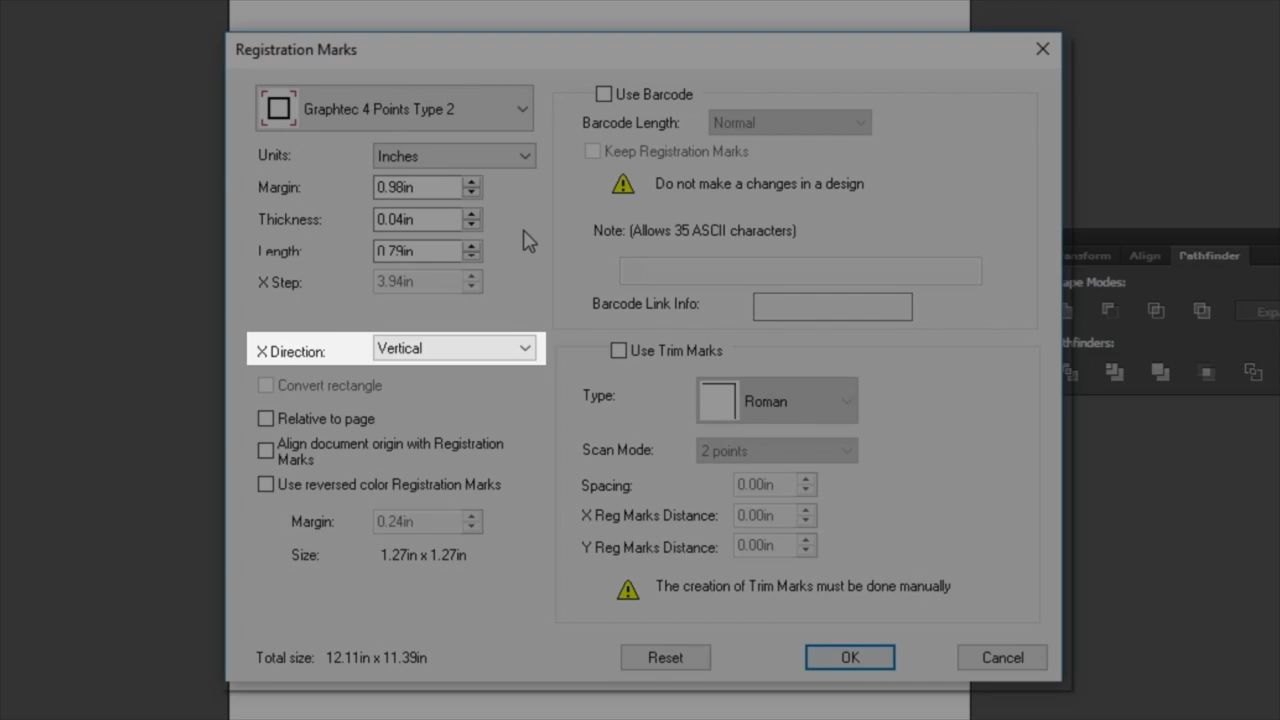 Registration Marks
Graphtec 4 Points Type 2
Units: Inches
Margin: 0.98in
Thickness: 0.04in
Length: 0.79in
X Step: 3.94in
X Direction: Vertical
Convert rectangle
Relative to page
Align document origin with Registration
Marks
Use reversed color Registration Marks
Margin: 0.24in
Size: 1.27in x 1.27in
Total size: 12.11in x 11.39in
Use Barcode
Barcode Length: Normal
Keep Registration Marks
Do not make a changes in a design
Note: (Allows 35 ASCII characters)
Barcode Link Info:
Use Trim Marks
Type: Roman
Scan Mode: 2 points
Spacing: 0.00in
X Reg Marks Distance: 0.00in
Y Reg Marks Distance: 0.00in
The creation of Trim Marks must be done manually
Reset OK Cancel
Align Pathfinder
Modes: